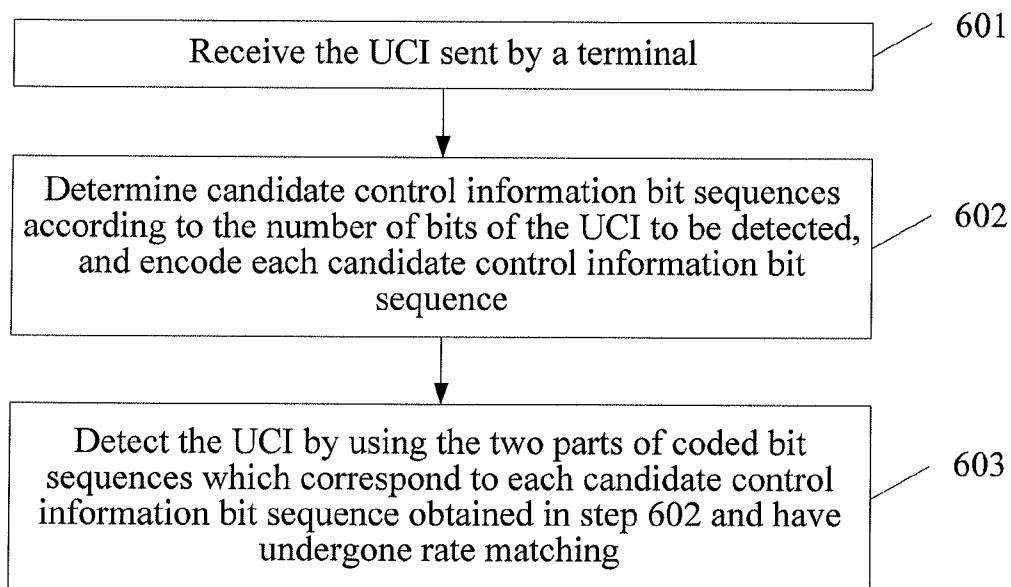 Receive the UCI sent by a terminal
601
Determine candidate control information bit sequences
according to the number of bits of the UCI to be detected,
and encode each candidate control information bit
sequence
602
Detect the UCI by using the two parts of coded bit
sequences which correspond to each candidate control
information bit sequence obtained in step 602 and have
undergone rate matching
603